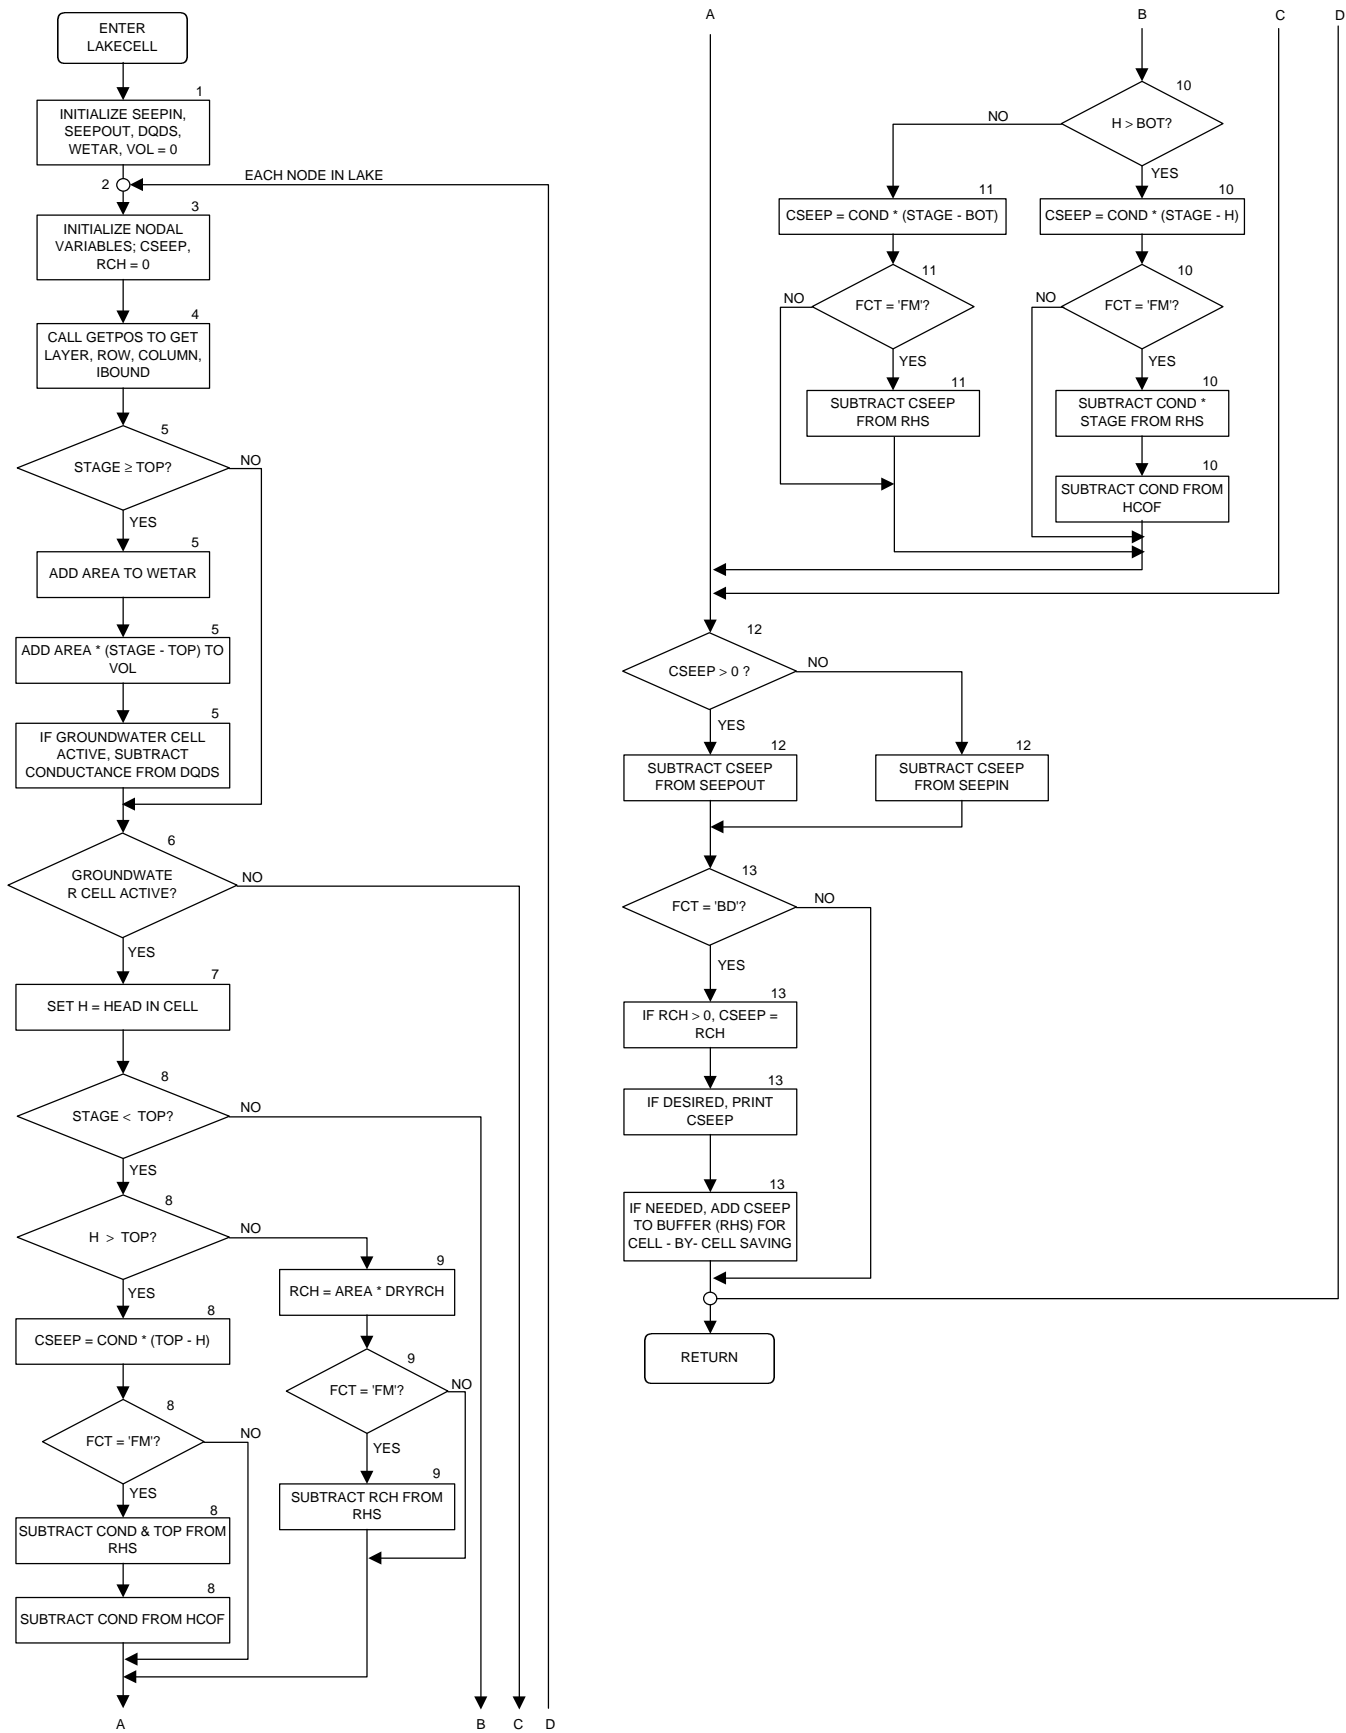 ENTER
LAKECELL
1
INITIALIZE SEEPIN,
SEEPOUT, DQDS,
WETAR, VOL = 0
2
EACH NODE IN LAKE
3
INITIALIZE NODAL
VARIABLES; CSEEP,
RCH = 0
4
CALL GETPOS TO GET
LAYER, ROW, COLUMN,
IBOUND
5
STAGE ≥ TOP?
NO
YES
5
ADD AREA TO WETAR
5
ADD AREA * (STAGE - TOP) TO
VOL
5
IF GROUNDWATER CELL
ACTIVE, SUBTRACT
CONDUCTANCE FROM DQDS
6
GROUNDWATE
R CELL ACTIVE?
NO
YES
7
SET H = HEAD IN CELL
8
STAGE < TOP?
NO
YES
8
H > TOP?
NO
YES
8
CSEEP = COND * (TOP - H)
8
FCT = 'FM'?
NO
YES
8
SUBTRACT COND & TOP FROM
RHS
8
SUBTRACT COND FROM HCOF
9
RCH = AREA * DRYRCH
9
FCT = 'FM'?
NO
YES
9
SUBTRACT RCH FROM
RHS
A
B
C
D
A
B
C
D
10
H > BOT?
NO
YES
11
CSEEP = COND * (STAGE - BOT)
11
FCT = 'FM'?
NO
YES
11
SUBTRACT CSEEP
FROM RHS
10
CSEEP = COND * (STAGE - H)
10
FCT = 'FM'?
NO
YES
10
SUBTRACT COND *
STAGE FROM RHS
10
SUBTRACT COND FROM
HCOF
12
CSEEP > 0 ?
NO
YES
12
SUBTRACT CSEEP
FROM SEEPOUT
12
SUBTRACT CSEEP
FROM SEEPIN
13
FCT = 'BD'?
NO
YES
13
IF RCH > 0, CSEEP =
RCH
13
IF DESIRED, PRINT
CSEEP
13
IF NEEDED, ADD CSEEP
TO BUFFER (RHS) FOR
CELL - BY- CELL SAVING
RETURN